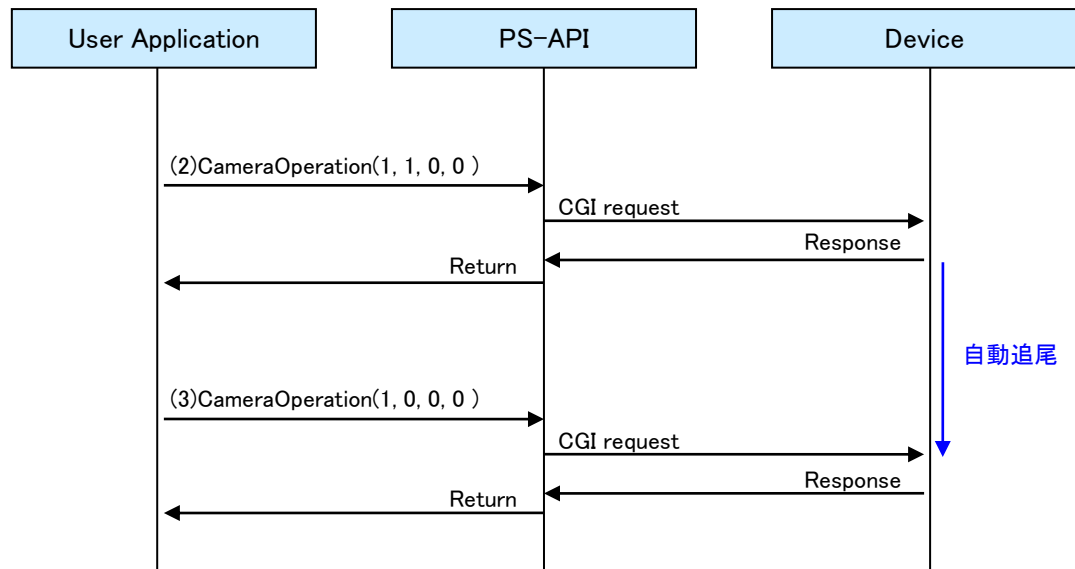 User Application
PS-API
Device
(2)CameraOperation(1, 1, 0, 0 )
CGI request
Response
Return
自動追尾
(3)CameraOperation(1, 0, 0, 0 )
CGI request
Response
Return